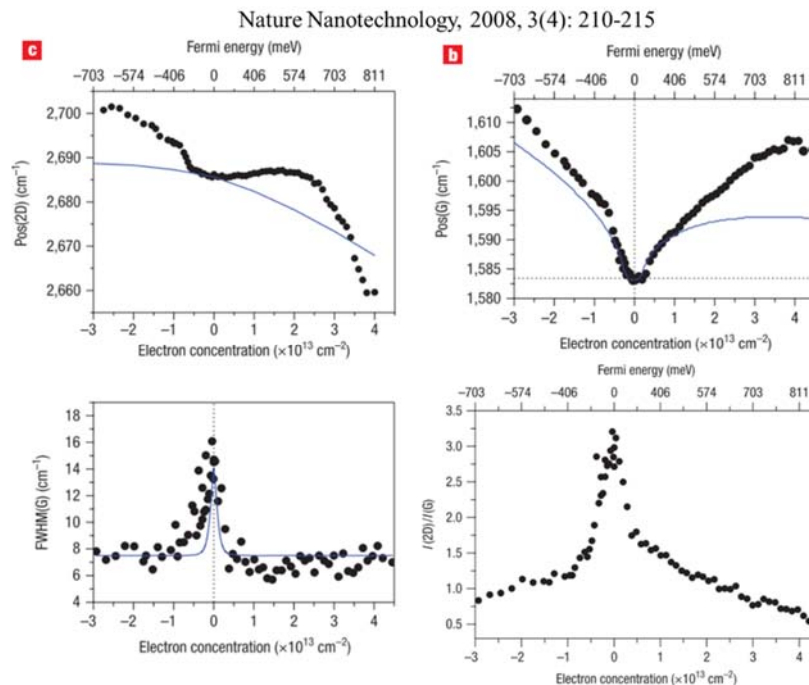 Nature Nanotechnology, 2008, 3(4): 210-215
c
Fermi energy (meV)
−703 −574 −406 0 406 574 703 811
2,700
2,690
2,680
2,670
2,660
Pos(2D) (cm⁻¹)
−3 −2 −1 0 1 2 3 4
Electron concentration (×10¹³ cm⁻²)
b
Fermi energy (meV)
−703 −574 −406 0 406 574 703 811
1,610
1,605
1,600
1,595
1,590
1,585
1,580
Pos(G) (cm⁻¹)
−3 −2 −1 0 1 2 3 4
Electron concentration (×10¹³ cm⁻²)
18
16
14
12
10
8
6
4
FWHM(G) (cm⁻¹)
−3 −2 −1 0 1 2 3 4
Electron concentration (×10¹³ cm⁻²)
Fermi energy (meV)
−703 −574 −406 0 406 574 703 811
3.5
3.0
2.5
2.0
1.5
1.0
0.5
I(2D)/I(G)
−3 −2 −1 0 1 2 3 4
Electron concentration (×10¹³ cm⁻²)